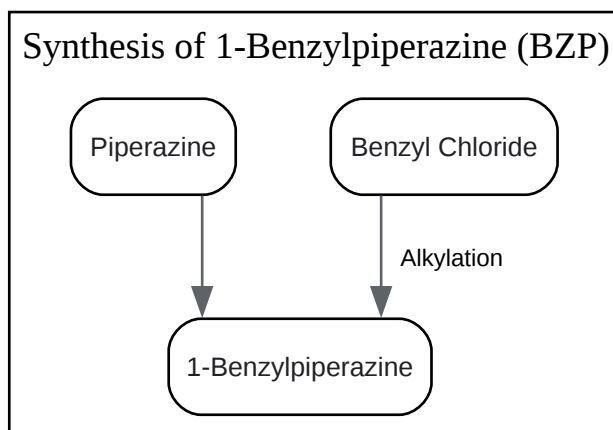 Synthesis of 1-Benzylpiperazine (BZP)
Piperazine
Benzyl Chloride
Alkylation
1-Benzylpiperazine